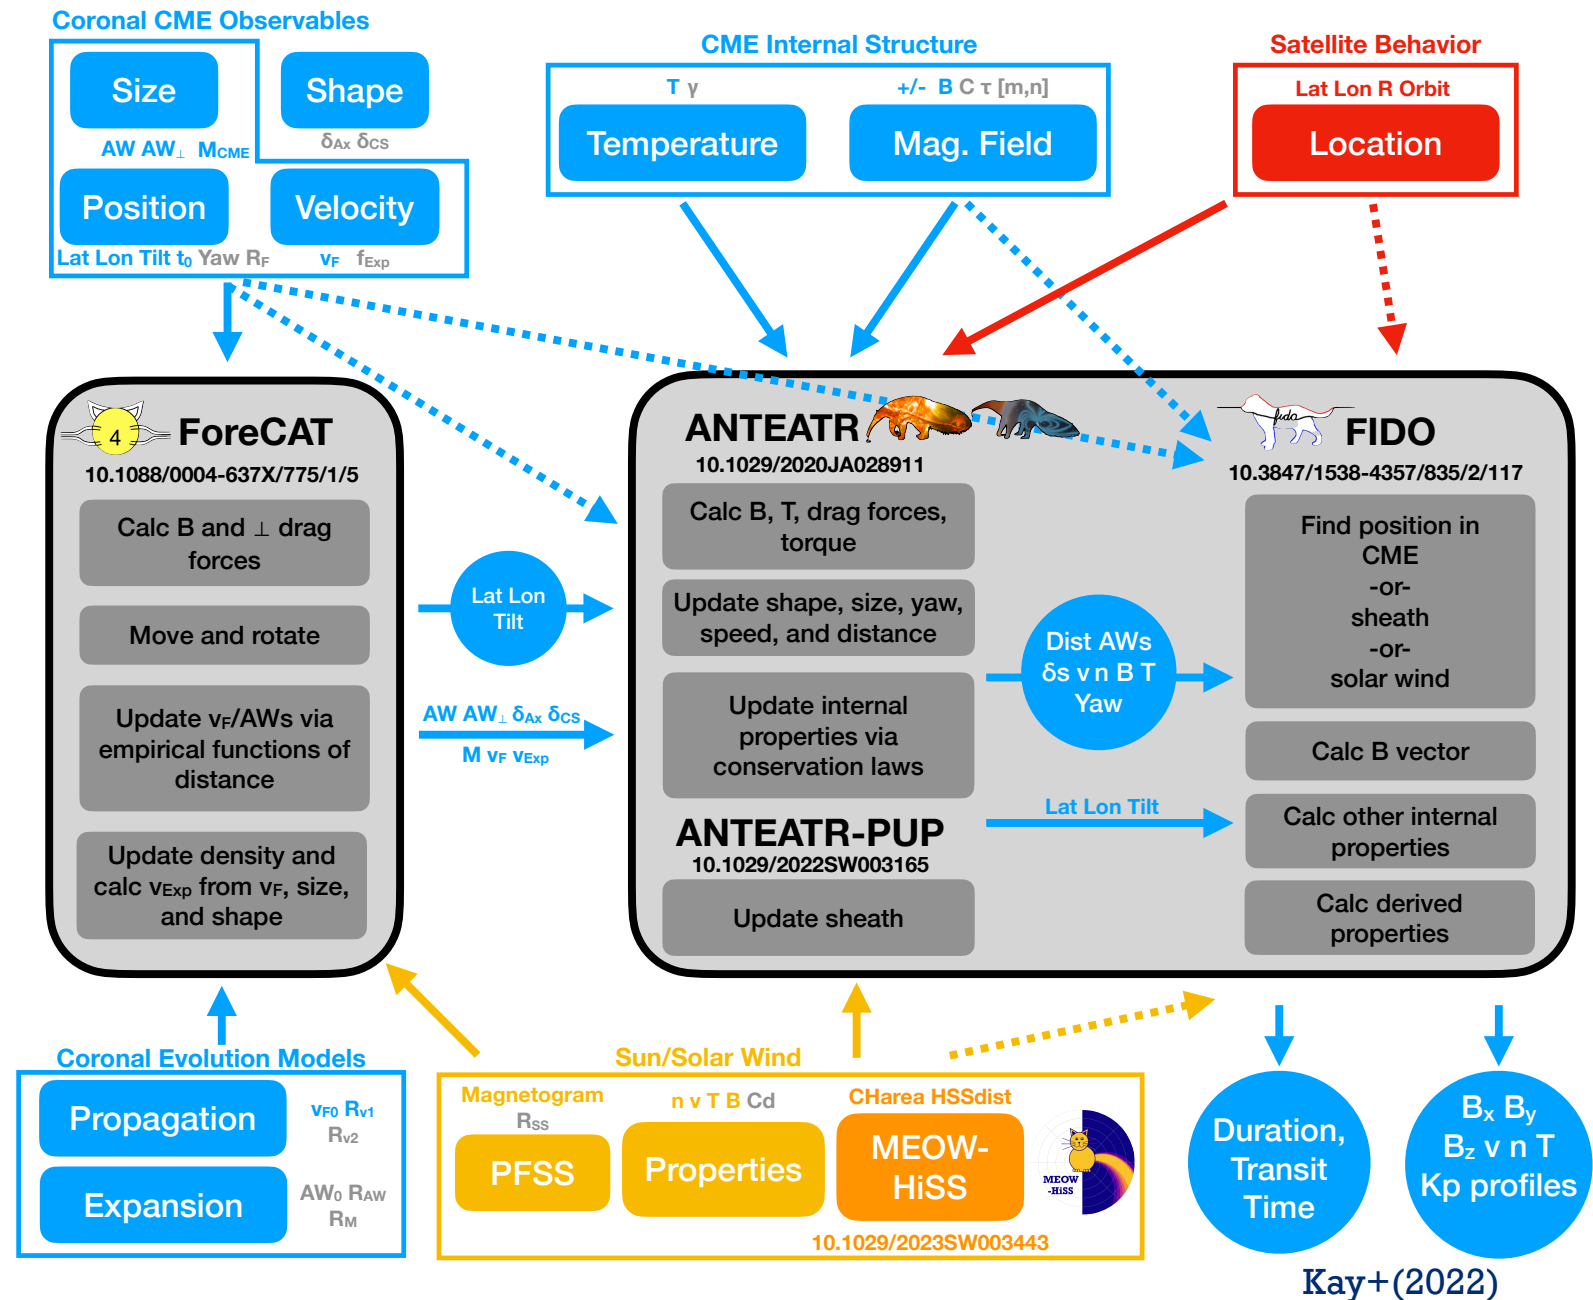 Coronal CME Observables
Size
AW AW⊥ MCME
Shape
δAx δCS
Position
Lat Lon Tilt t0 Yaw RF
Velocity
vF fExp
CME Internal Structure
T γ
Temperature
+/- B C τ [m,n]
Mag. Field
Satellite Behavior
Lat Lon R Orbit
Location
4
ForeCAT
10.1088/0004-637X/775/1/5
Calc B and ⊥ drag
forces
Move and rotate
Update vF/AWs via
empirical functions of
distance
Update density and
calc vExp from vF, size,
and shape
Lat Lon
Tilt
AW AW⊥ δAx δCS
M vF vExp
ANTEATR
10.1029/2020JA028911
Calc B, T, drag forces,
torque
Update shape, size, yaw,
speed, and distance
Update internal
properties via
conservation laws
ANTEATR-PUP
10.1029/2022SW003165
Update sheath
Dist AWs
δs v n B T
Yaw
Lat Lon Tilt
fido
FIDO
10.3847/1538-4357/835/2/117
Find position in
CME
-or-
sheath
-or-
solar wind
Calc B vector
Calc other internal
properties
Calc derived
properties
Coronal Evolution Models
Propagation
vF0 Rv1
Rv2
Expansion
AW0 RAW
RM
Sun/Solar Wind
Magnetogram
RSS
PFSS
n v T B Cd
Properties
CHarea HSSdist
MEOW-
HiSS
10.1029/2023SW003443
MEOW
-HiSS
Duration,
Transit
Time
Bx By
Bz v n T
Kp profiles
Kay+(2022)